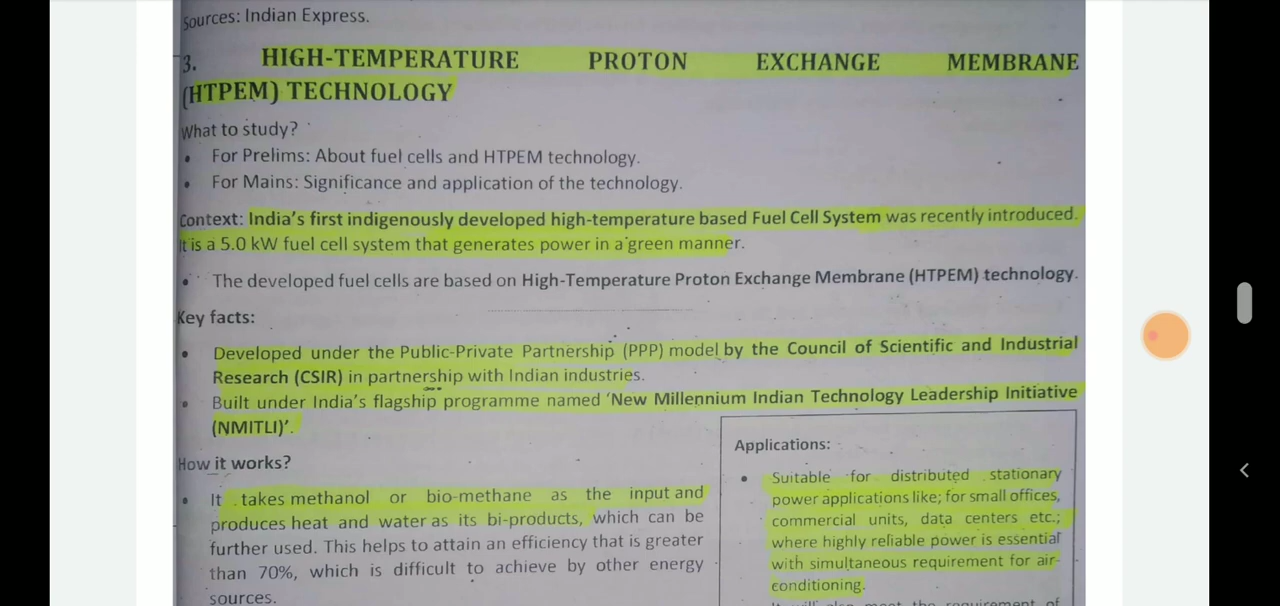 Sources: Indian Express.
3. HIGH-TEMPERATURE PROTON EXCHANGE MEMBRANE
(HTPEM) TECHNOLOGY
What to study?
• For Prelims: About fuel cells and HTPEM technology.
• For Mains: Significance and application of the technology.
Context: India's first indigenously developed high-temperature based Fuel Cell System was recently introduced.
It is a 5.0 kW fuel cell system that generates power in a green manner.
• The developed fuel cells are based on High-Temperature Proton Exchange Membrane (HTPEM) technology.
Key facts:
• Developed under the Public-Private Partnership (PPP) model by the Council of Scientific and Industrial
Research (CSIR) in partnership with Indian industries.
• Built under India's flagship programme named 'New Millennium Indian Technology Leadership Initiative
(NMITLI)'.
How it works?
• It takes methanol or bio-methane as the input and
produces heat and water as its bi-products, which can be
further used. This helps to attain an efficiency that is greater
than 70%, which is difficult to achieve by other energy
sources.
Applications:
• Suitable for distributed stationary
power applications like; for small offices,
commercial units, data centers etc.;
where highly reliable power is essential
with simultaneous requirement for air-
conditioning.
It will also meet the requirement of